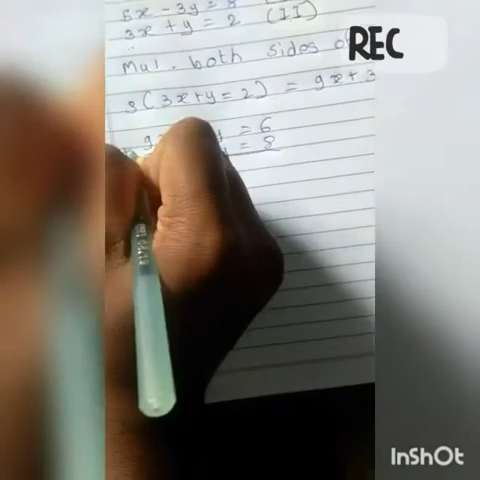 5x - 3y = 8
3x + y = 2 (II)
Mul. both sides of
3(3x+y=2) = 9x+3
9 y = 6
y = 8
REC
InShOt